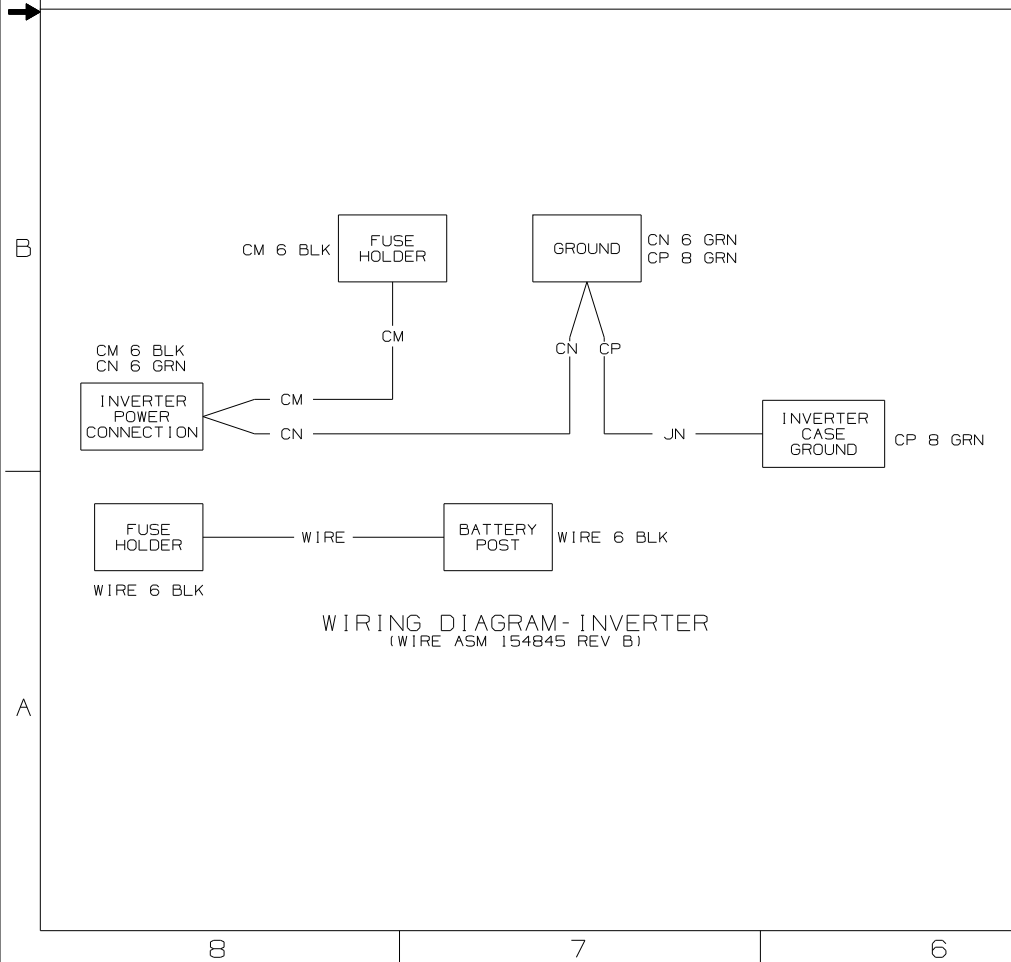 B
CM 6 BLK
FUSE
HOLDER
GROUND
CN 6 GRN
CP 8 GRN
CM
CN
CP
CM 6 BLK
CN 6 GRN
INVERTER
POWER
CONNECTION
CM
CN
JN
INVERTER
CASE
GROUND
CP 8 GRN
FUSE
HOLDER
WIRE
BATTERY
POST
WIRE 6 BLK
WIRE 6 BLK
WIRING DIAGRAM-INVERTER
(WIRE ASM 154845 REV B)
A
8
7
6